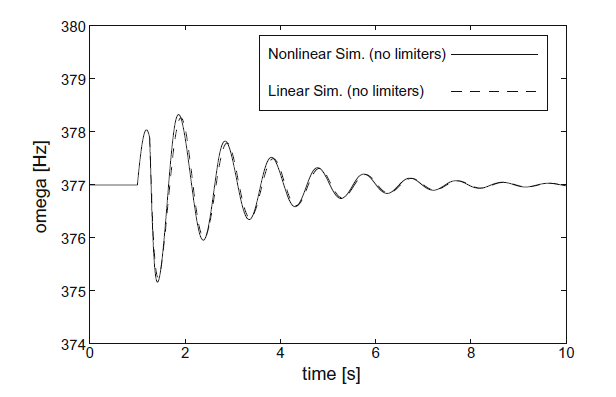 380
379
378
377
376
375
374
omega [Hz]
Nonlinear Sim. (no limiters)
Linear Sim. (no limiters)
0 2 4 6 8 10
time [s]